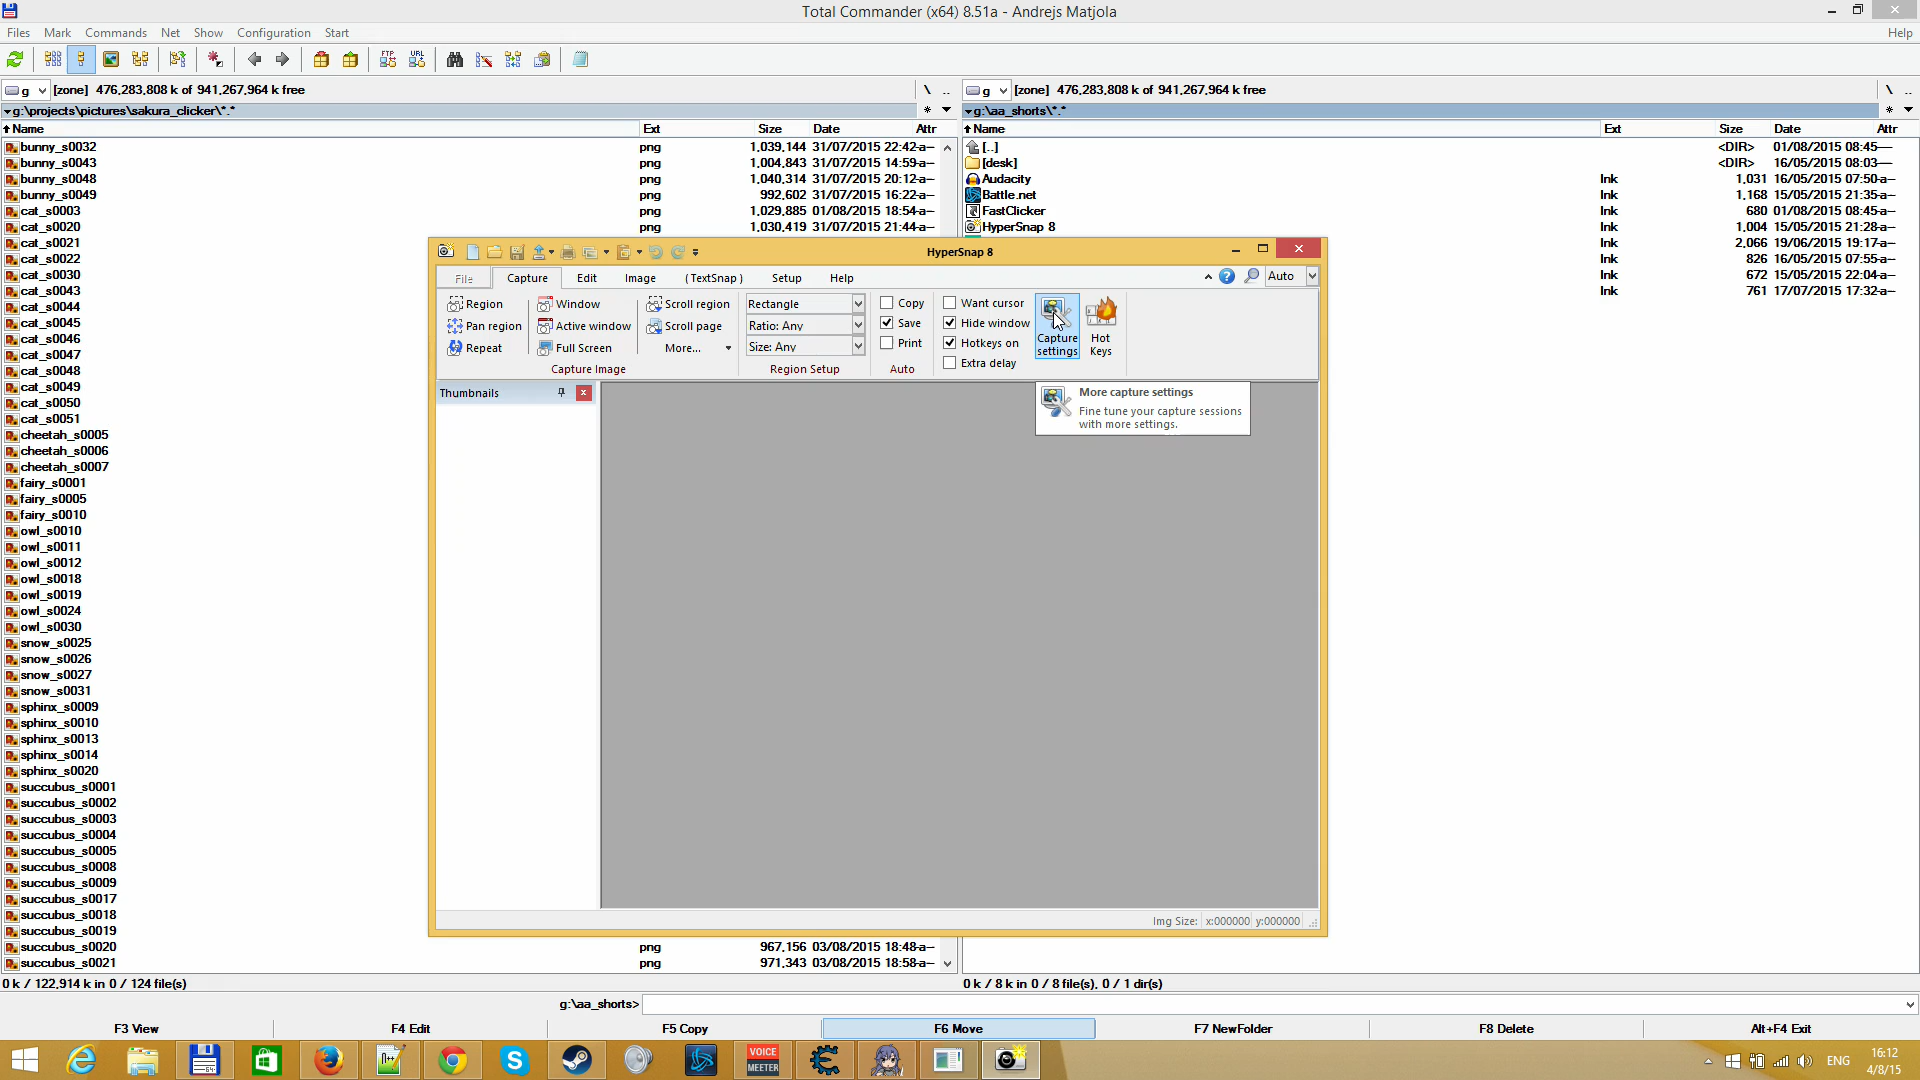 Total Commander (x64) 8.51a - Andrejs Matjola
Files Mark Commands Net Show Configuration Start Help
FTP URL
g [zone] 476,283,808 k of 941,267,964 k free \ ..
g [zone] 476,283,808 k of 941,267,964 k free \ ..
g:\projects\pictures\sakura_clicker\*.* * 
g:\aa_shorts\*.* *
Name Ext Size Date Attr
Name Ext Size Date Attr
bunny_s0032 png 1,039,144 31/07/2015 22:42 -a--
bunny_s0043 png 1,004,843 31/07/2015 14:59 -a--
bunny_s0048 png 1,040,314 31/07/2015 20:12 -a--
bunny_s0049 png 992,602 31/07/2015 16:22 -a--
cat_s0003 png 1,029,885 01/08/2015 18:54 -a--
cat_s0020 png 1,030,419 31/07/2015 21:44 -a--
cat_s0021
cat_s0022
cat_s0030
cat_s0043
cat_s0044
cat_s0045
cat_s0046
cat_s0047
cat_s0048
cat_s0049
cat_s0050
cat_s0051
cheetah_s0005
cheetah_s0006
cheetah_s0007
fairy_s0001
fairy_s0005
fairy_s0010
owl_s0010
owl_s0011
owl_s0012
owl_s0018
owl_s0019
owl_s0024
owl_s0030
snow_s0025
snow_s0026
snow_s0027
snow_s0031
sphinx_s0009
sphinx_s0010
sphinx_s0013
sphinx_s0014
sphinx_s0020
succubus_s0001
succubus_s0002
succubus_s0003
succubus_s0004
succubus_s0005
succubus_s0008
succubus_s0009
succubus_s0017
succubus_s0018
succubus_s0019
succubus_s0020 png 967,156 03/08/2015 18:48 -a--
succubus_s0021 png 971,343 03/08/2015 18:58 -a--
[..] <DIR> 01/08/2015 08:45 ----
[desk] <DIR> 16/05/2015 08:03 ----
Audacity lnk 1,031 16/05/2015 07:50 -a--
Battle.net lnk 1,168 15/05/2015 21:35 -a--
FastClicker lnk 680 01/08/2015 08:45 -a--
HyperSnap 8 lnk 1,004 15/05/2015 21:28 -a--
lnk 2,066 19/06/2015 19:17 -a--
lnk 826 16/05/2015 07:55 -a--
lnk 672 15/05/2015 22:04 -a--
lnk 761 17/07/2015 17:32 -a--
HyperSnap 8
File Capture Edit Image ( TextSnap ) Setup Help Auto
Region Window Scroll region Rectangle Copy Want cursor
Pan region Active window Scroll page Ratio: Any Save Hide window
Repeat Full Screen More... Size: Any Print Hotkeys on
Extra delay
Capture settings
Hot Keys
Capture Image Region Setup Auto
Thumbnails
More capture settings
Fine tune your capture sessions
with more settings.
Img Size: x:000000 y:000000
0 k / 122,914 k in 0 / 124 file(s)
0 k / 8 k in 0 / 8 file(s), 0 / 1 dir(s)
g:\aa_shorts>
F3 View F4 Edit F5 Copy F6 Move F7 NewFolder F8 Delete Alt+F4 Exit
VOICE
MEETER
ENG
16:12
4/8/15